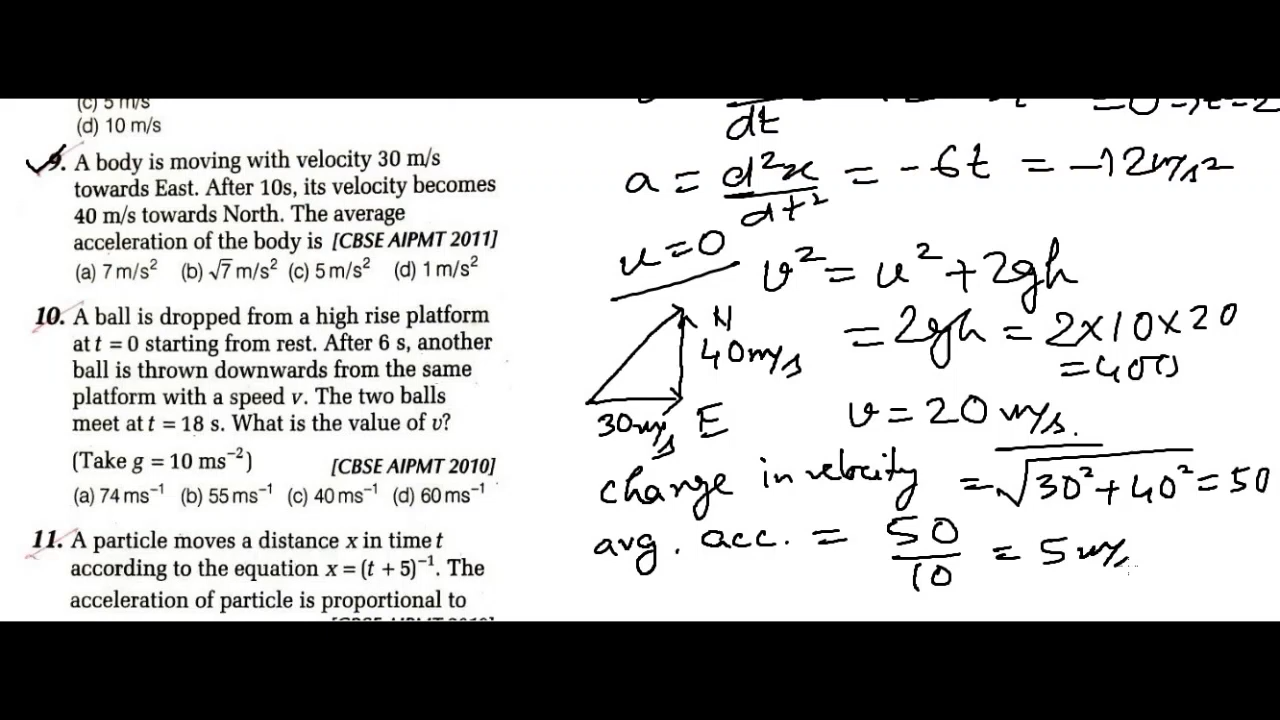 (c) 5 m/s
(d) 10 m/s
9. A body is moving with velocity 30 m/s
towards East. After 10s, its velocity becomes
40 m/s towards North. The average
acceleration of the body is [CBSE AIPMT 2011]
(a) 7 m/s² (b) √7 m/s² (c) 5 m/s² (d) 1 m/s²
10. A ball is dropped from a high rise platform
at t = 0 starting from rest. After 6 s, another
ball is thrown downwards from the same
platform with a speed v. The two balls
meet at t = 18 s. What is the value of v?
(Take g = 10 ms⁻²) [CBSE AIPMT 2010]
(a) 74 ms⁻¹ (b) 55 ms⁻¹ (c) 40 ms⁻¹ (d) 60 ms⁻¹
11. A particle moves a distance x in time t
according to the equation x = (t + 5)⁻¹. The
acceleration of particle is proportional to
dt
a = d²x/dt² = -6t = -12 m/s²
u = 0
v² = u² + 2gh
= 2gh = 2×10×20
= 400
v = 20 m/s.
N
40 m/s
30 m/s E
change in velocity = √30² + 40² = 50
avg. acc. = 50/10 = 5 m/s